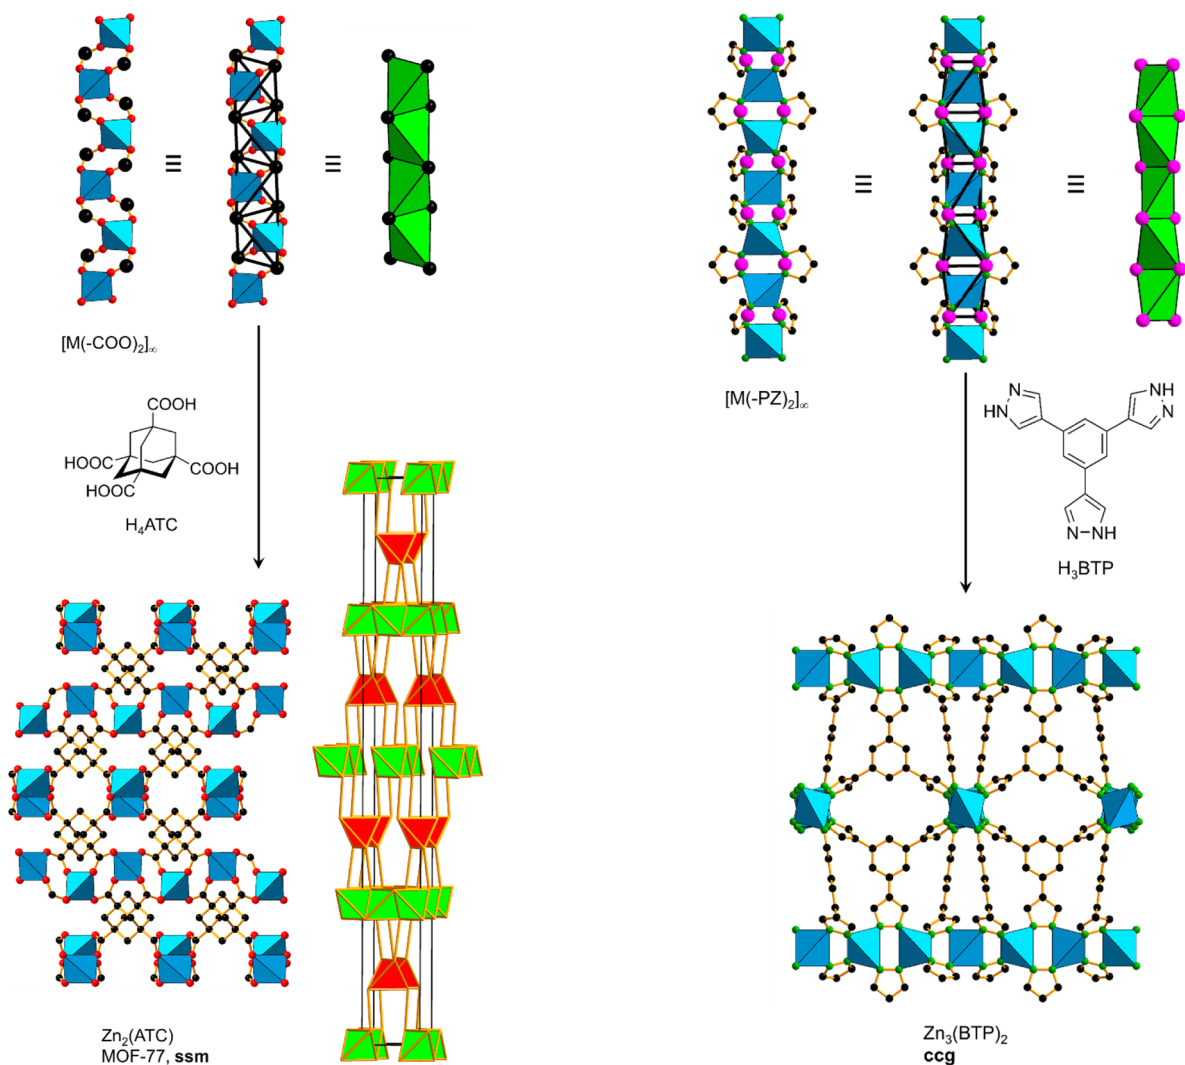 ≡
≡
≡
≡
[M(-COO)₂]∞
[M(-PZ)₂]∞
COOH
HOOC
COOH
HOOC
H₄ATC
N
HN
NH
N
N—NH
H₃BTP
Zn₂(ATC)
MOF-77, ssm
Zn₃(BTP)₂
ccg